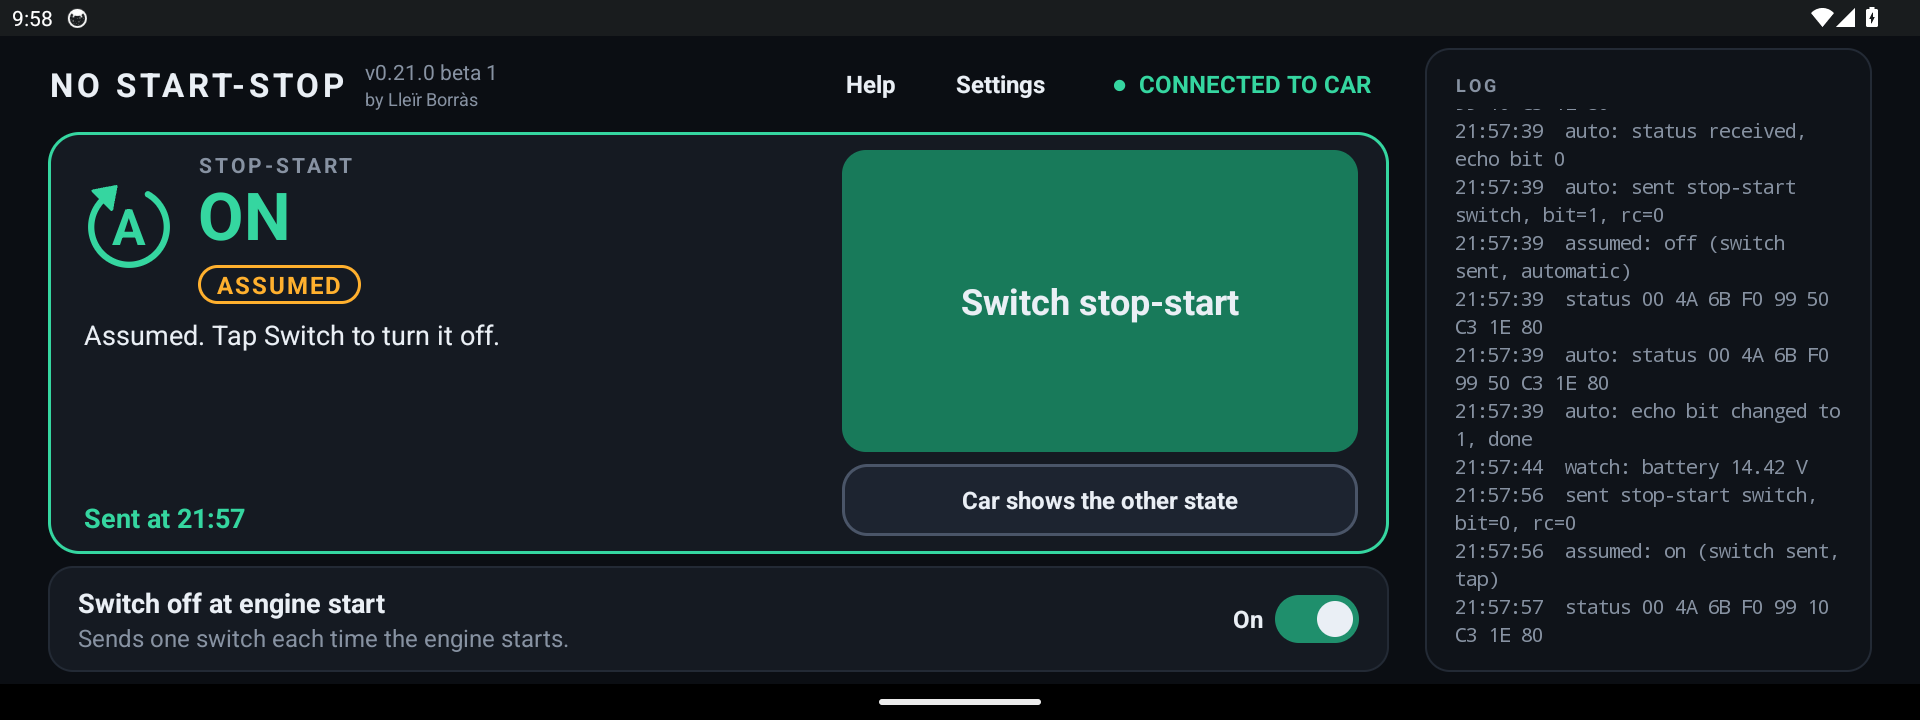 9:58
NO START-STOP
v0.21.0 beta 1
by Lleïr Borràs
Help
Settings
CONNECTED TO CAR
STOP-START
A
ON
ASSUMED
Assumed. Tap Switch to turn it off.
Sent at 21:57
Switch stop-start
Car shows the other state
Switch off at engine start
Sends one switch each time the engine starts.
On
LOG
21:57:39 auto: status received,
echo bit 0
21:57:39 auto: sent stop-start
switch, bit=1, rc=0
21:57:39 assumed: off (switch
sent, automatic)
21:57:39 status 00 4A 6B F0 99 50
C3 1E 80
21:57:39 auto: status 00 4A 6B F0
99 50 C3 1E 80
21:57:39 auto: echo bit changed to
1, done
21:57:44 watch: battery 14.42 V
21:57:56 sent stop-start switch,
bit=0, rc=0
21:57:56 assumed: on (switch sent,
tap)
21:57:57 status 00 4A 6B F0 99 10
C3 1E 80